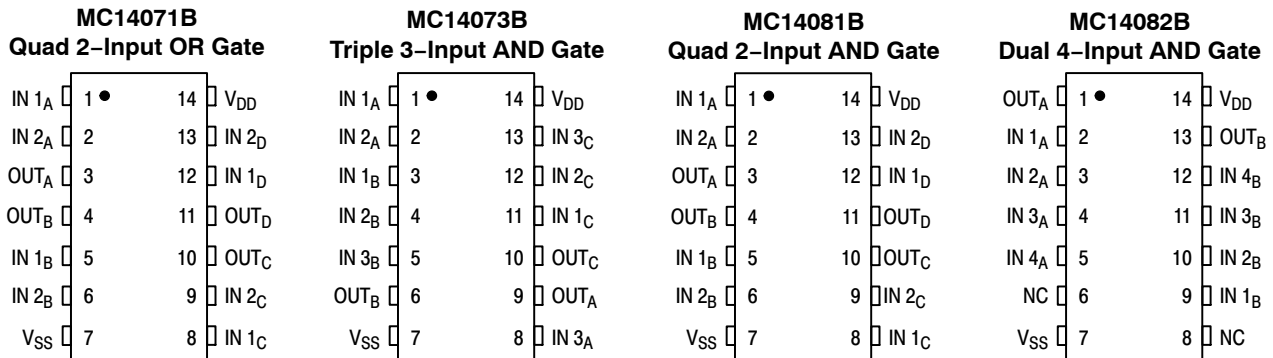 MC14071B
Quad 2−Input OR Gate
IN 1A 1 14 VDD
IN 2A 2 13 IN 2D
OUTA 3 12 IN 1D
OUTB 4 11 OUTD
IN 1B 5 10 OUTC
IN 2B 6 9 IN 2C
VSS 7 8 IN 1C
MC14073B
Triple 3−Input AND Gate
IN 1A 1 14 VDD
IN 2A 2 13 IN 3C
IN 1B 3 12 IN 2C
IN 2B 4 11 IN 1C
IN 3B 5 10 OUTC
OUTB 6 9 OUTA
VSS 7 8 IN 3A
MC14081B
Quad 2−Input AND Gate
IN 1A 1 14 VDD
IN 2A 2 13 IN 2D
OUTA 3 12 IN 1D
OUTB 4 11 OUTD
IN 1B 5 10 OUTC
IN 2B 6 9 IN 2C
VSS 7 8 IN 1C
MC14082B
Dual 4−Input AND Gate
OUTA 1 14 VDD
IN 1A 2 13 OUTB
IN 2A 3 12 IN 4B
IN 3A 4 11 IN 3B
IN 4A 5 10 IN 2B
NC 6 9 IN 1B
VSS 7 8 NC